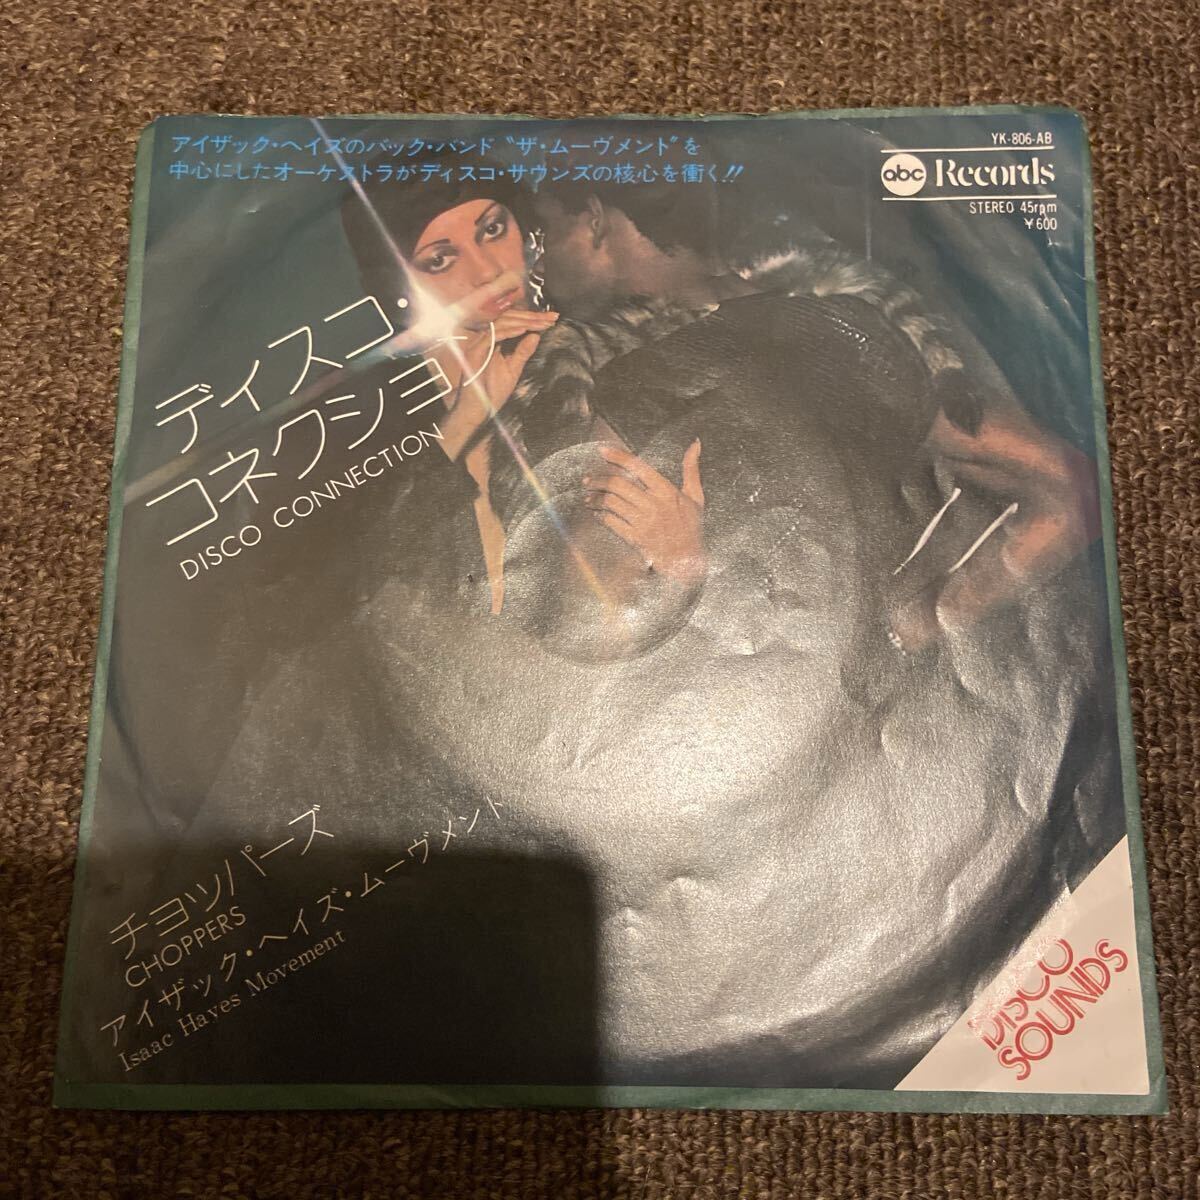 アイザック・ヘイズのバック・バンド〝ザ・ムーヴメント〟を
中心にしたオーケストラがディスコ・サウンズの核心を衝く!!
YK-806-AB
abc Records
STEREO 45rpm
¥600
ディスコ・
コネクション
DISCO CONNECTION
チョッパーズ
CHOPPERS
アイザック・ヘイズ・ムーヴメント
Isaac Hayes Movement
DISCO
SOUNDS